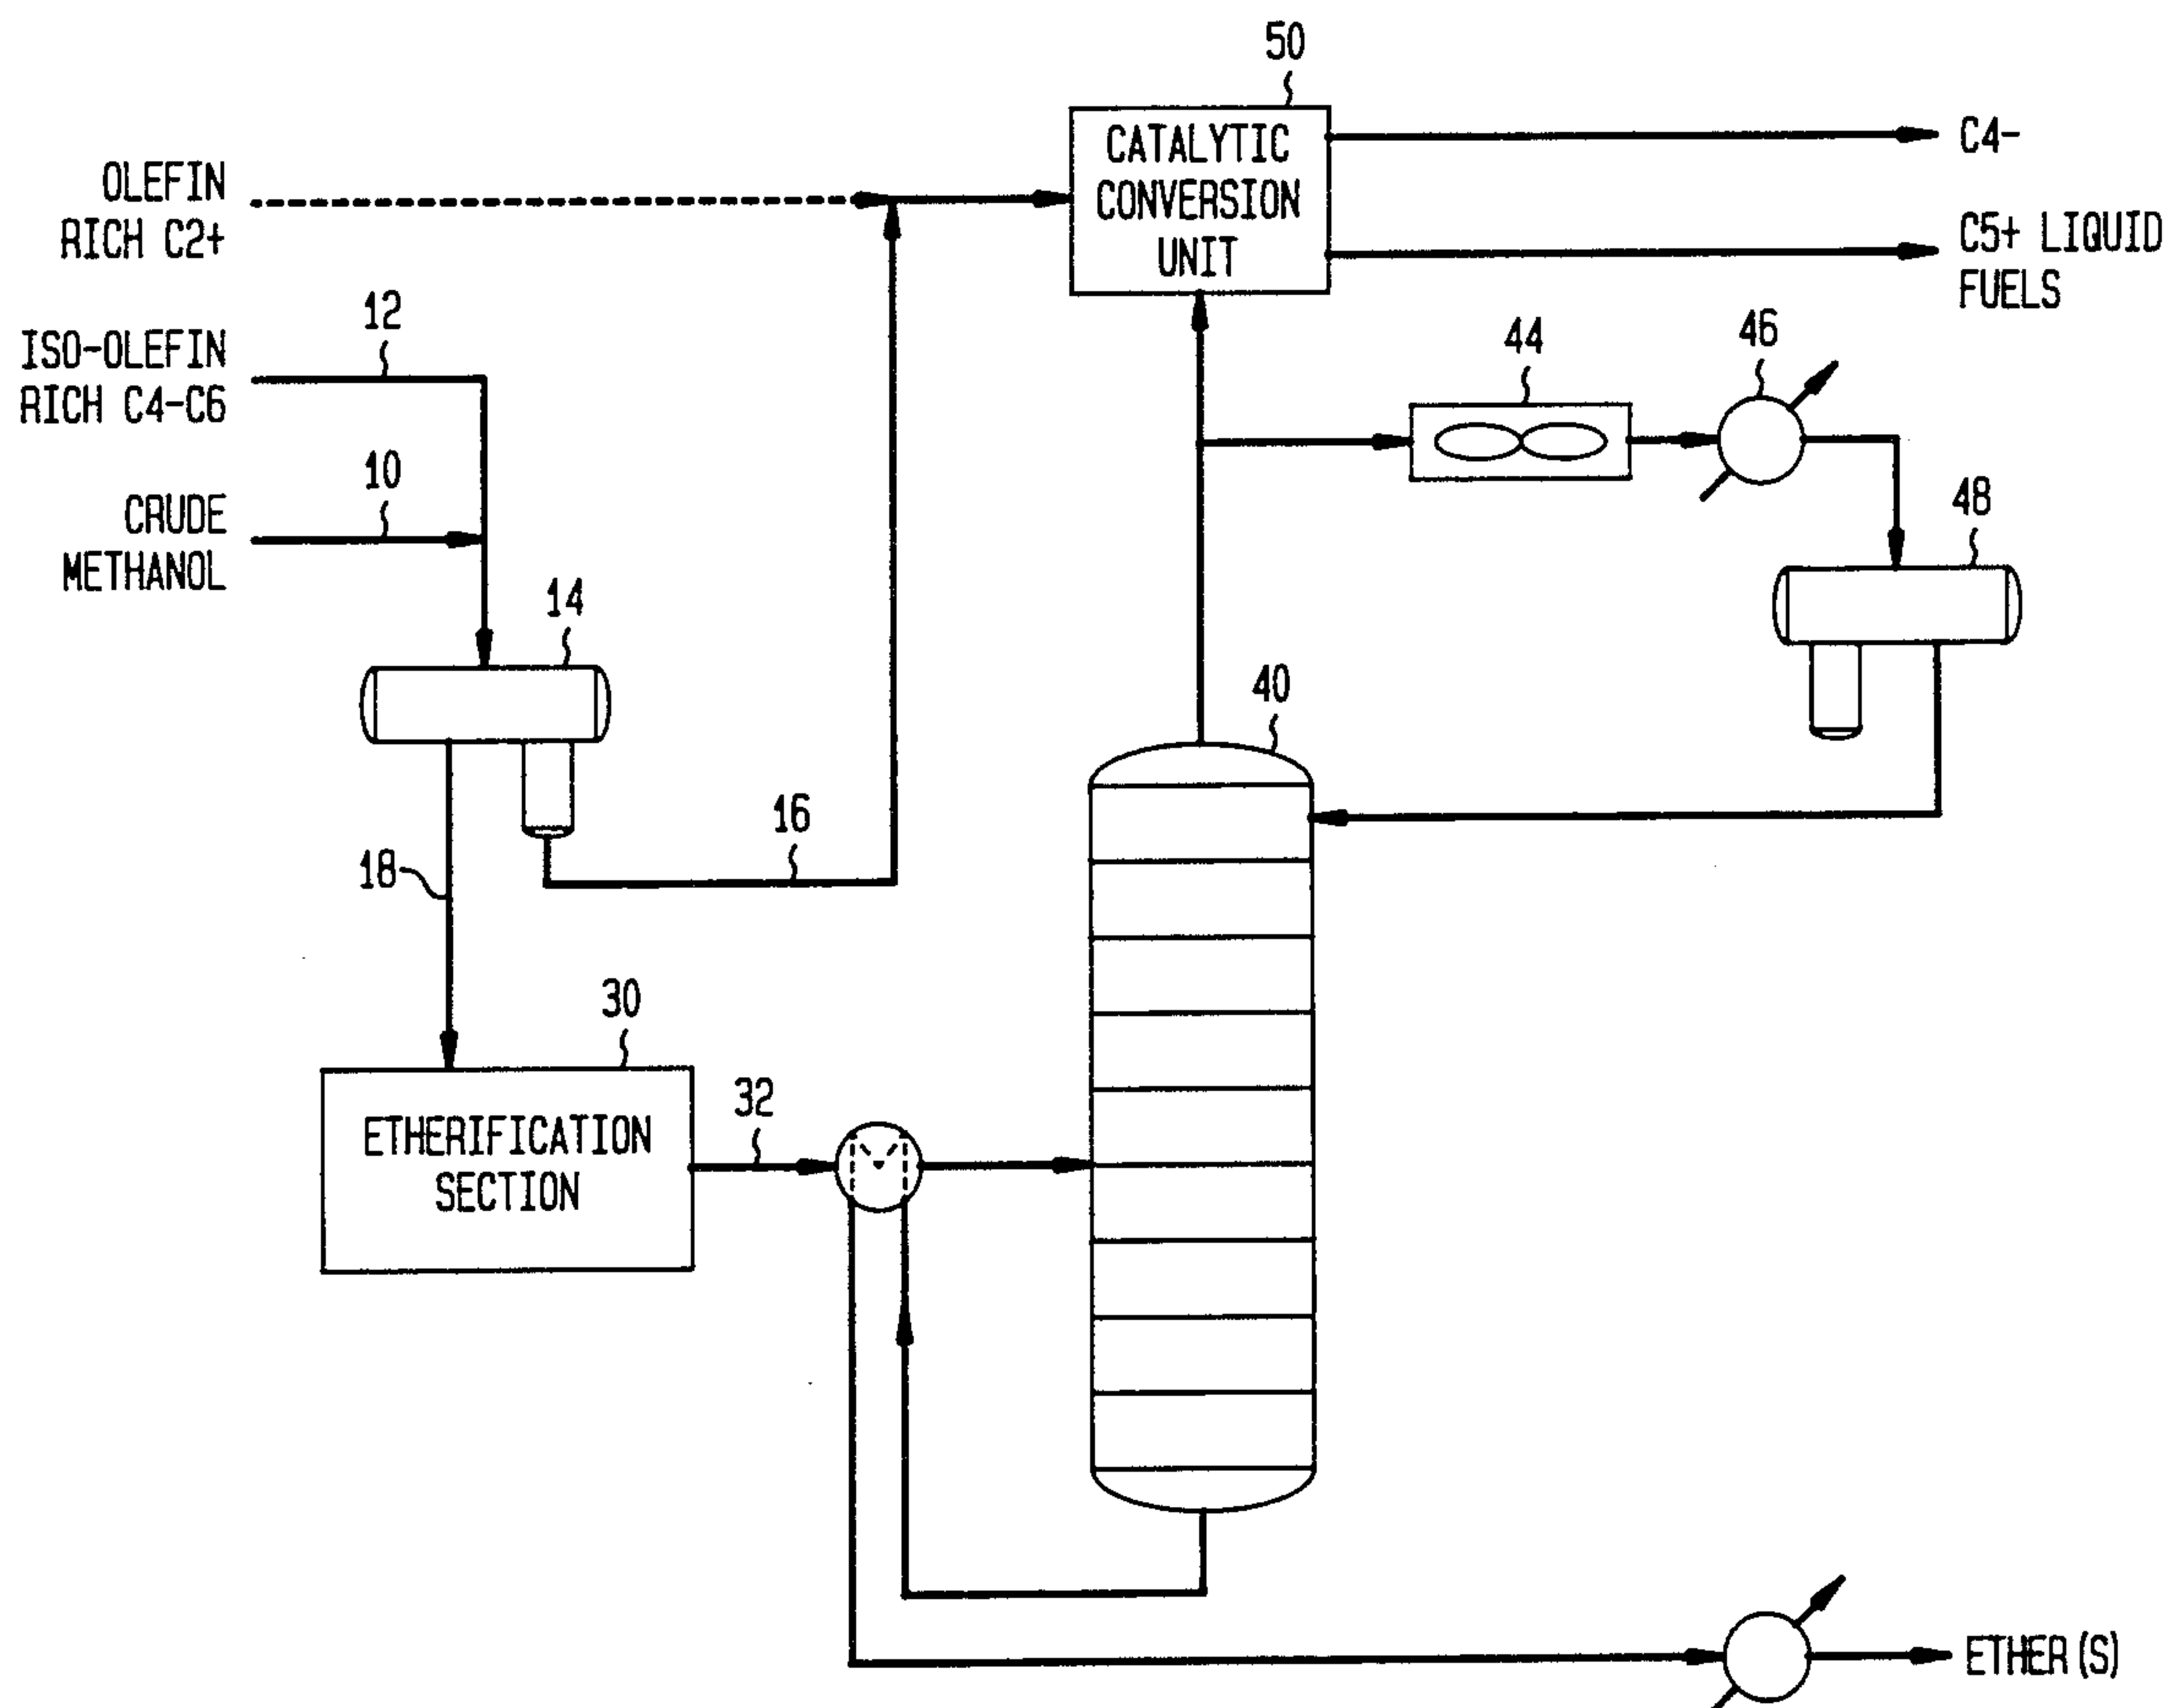 50
CATALYTIC
CONVERSION
UNIT
C4-
C5+ LIQUID
FUELS
OLEFIN
RICH C2+
12
ISO-OLEFIN
RICH C4-C6
10
CRUDE
METHANOL
44
46
48
14
40
16
18
30
ETHERIFICATION
SECTION
32
ETHER(S)